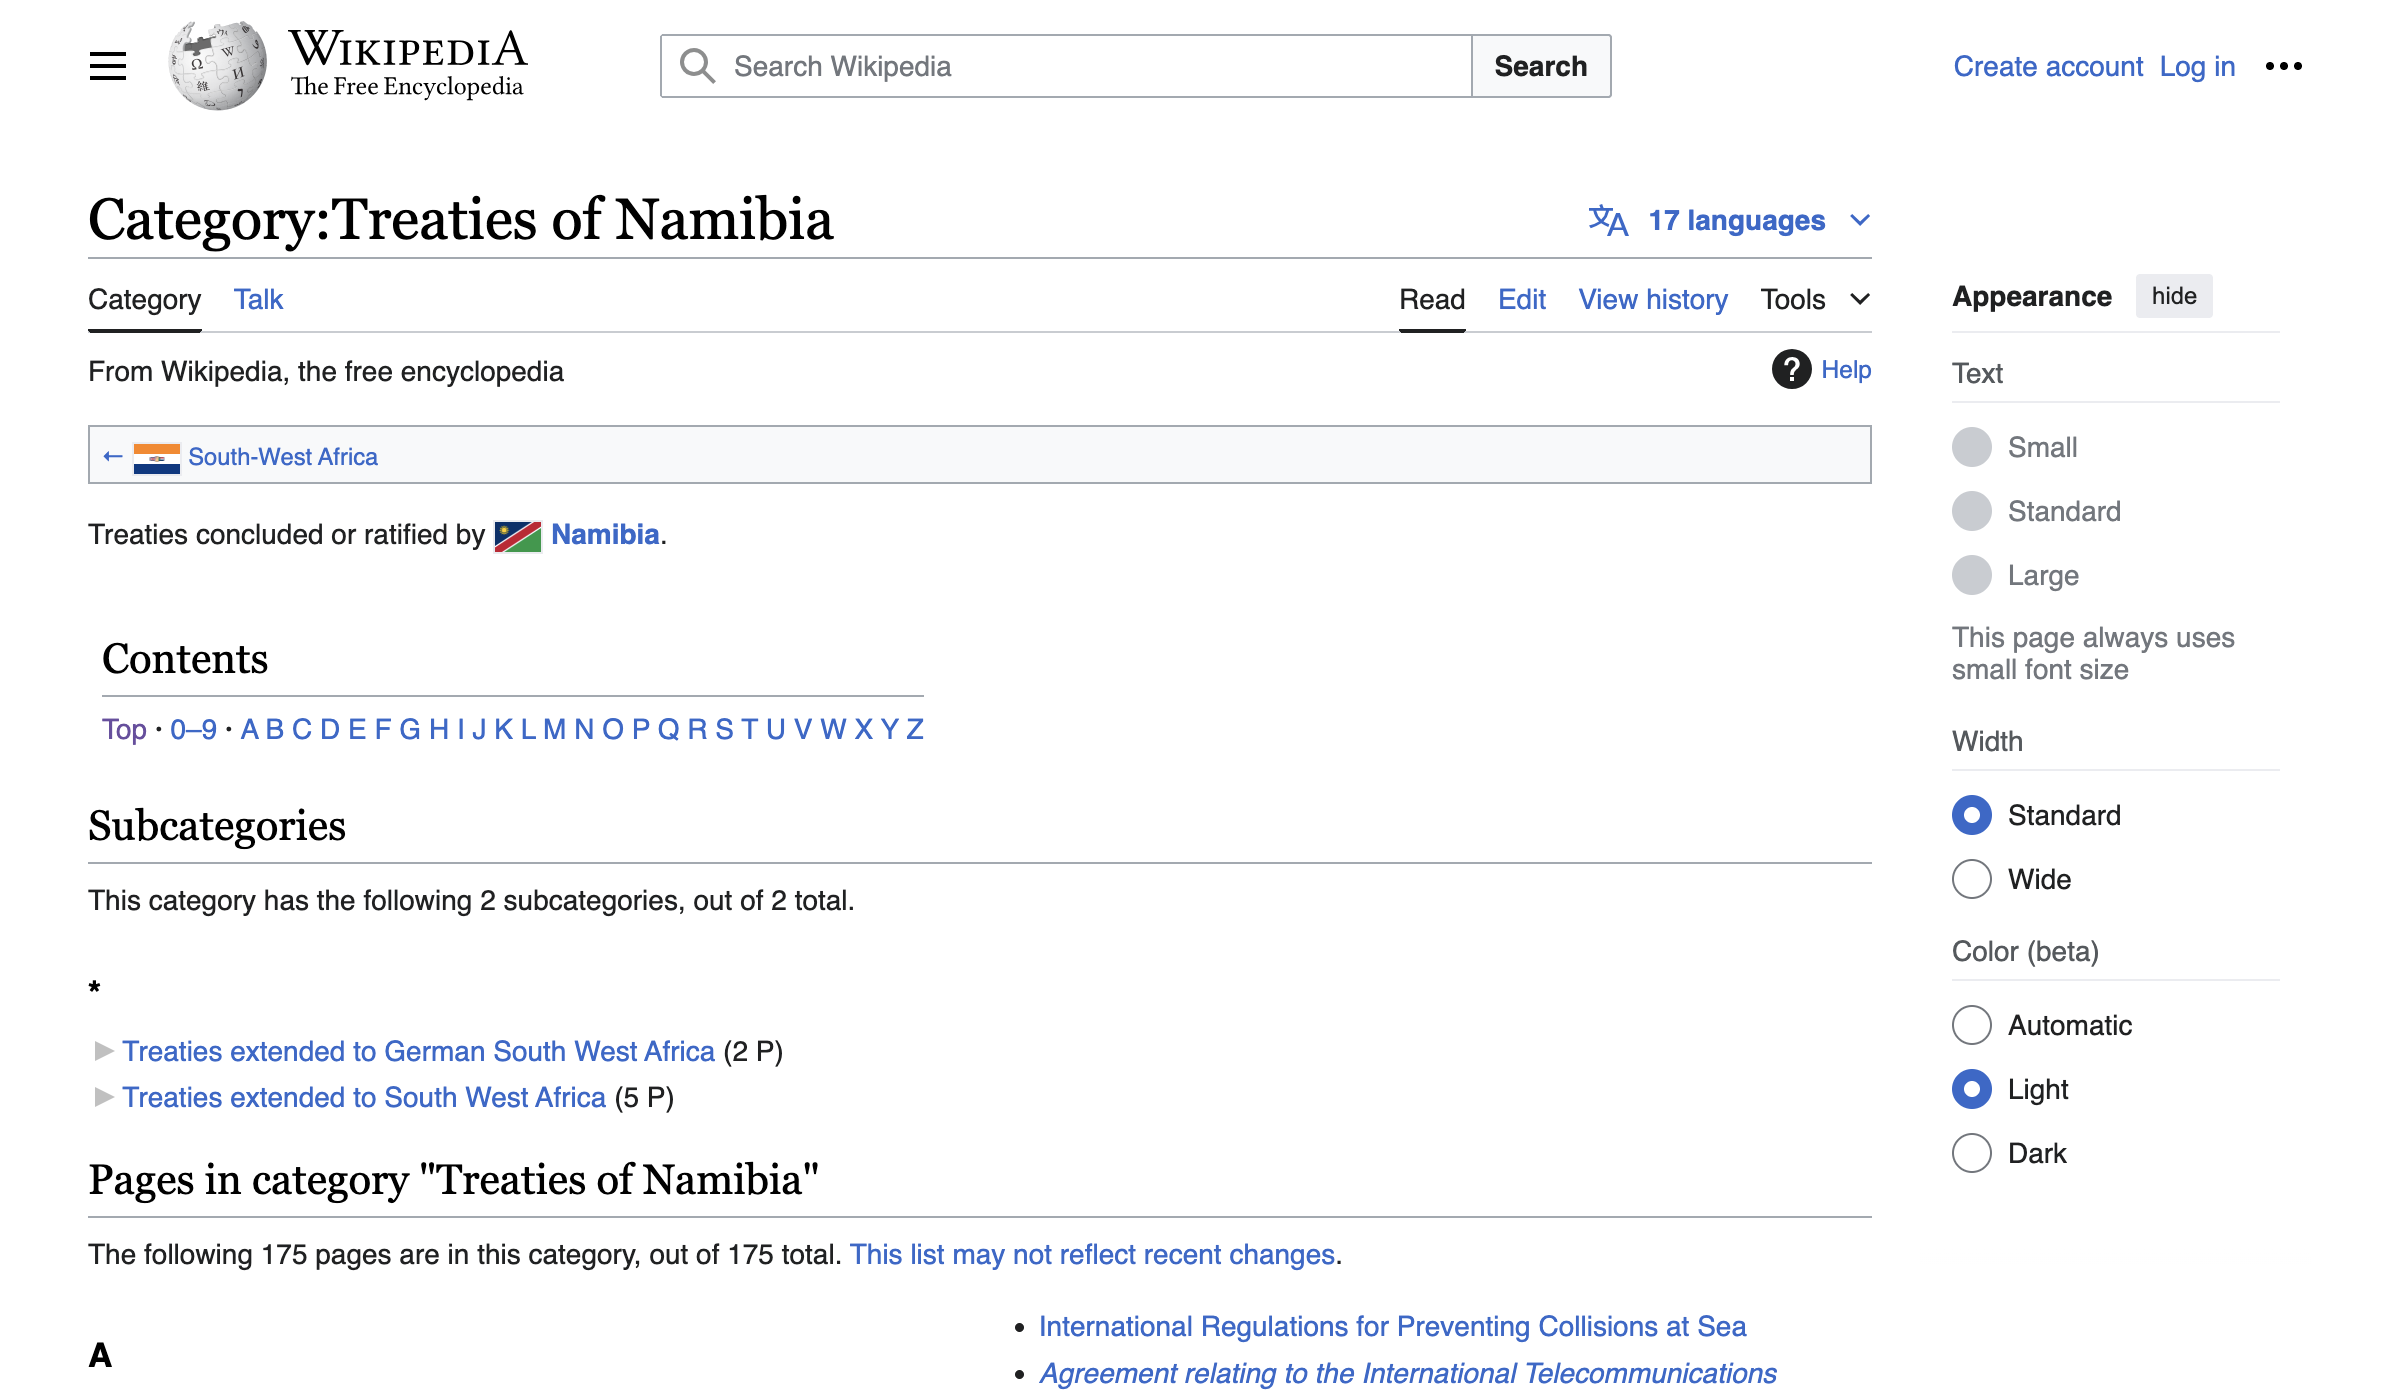 WIKIPEDIA
The Free Encyclopedia
Search Wikipedia
Search
Create account Log in
Category:Treaties of Namibia
17 languages
Category Talk
Read Edit View history Tools
From Wikipedia, the free encyclopedia
Help
← South-West Africa
Treaties concluded or ratified by Namibia.
Contents
Top · 0–9 · A B C D E F G H I J K L M N O P Q R S T U V W X Y Z
Subcategories
This category has the following 2 subcategories, out of 2 total.
*
Treaties extended to German South West Africa (2 P)
Treaties extended to South West Africa (5 P)
Pages in category "Treaties of Namibia"
The following 175 pages are in this category, out of 175 total. This list may not reflect recent changes.
A
• International Regulations for Preventing Collisions at Sea
• Agreement relating to the International Telecommunications
Appearance hide
Text
Small
Standard
Large
This page always uses
small font size
Width
Standard
Wide
Color (beta)
Automatic
Light
Dark